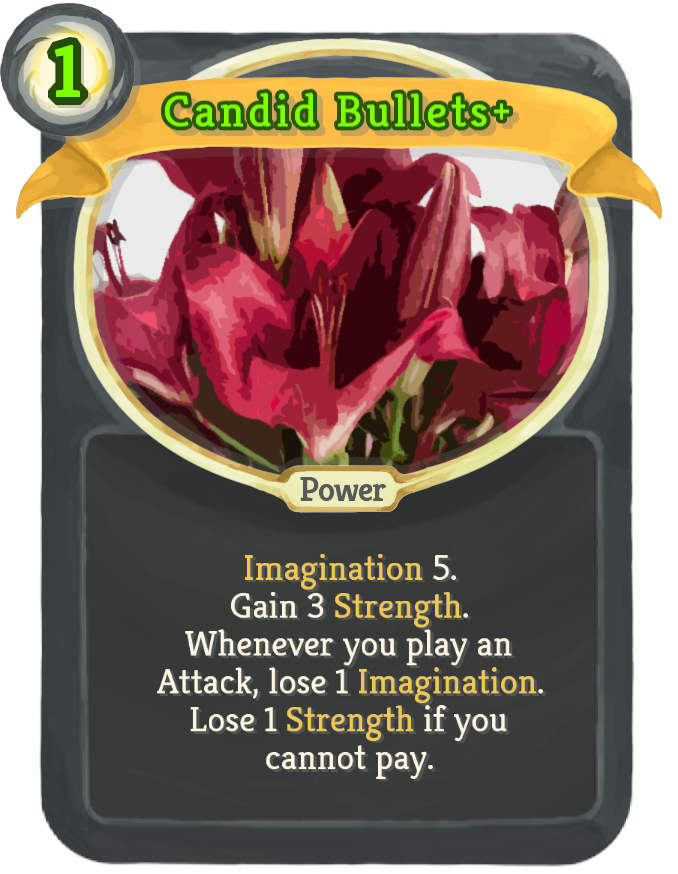 1
Candid Bullets+
Power
Imagination 5.
Gain 3 Strength.
Whenever you play an
Attack, lose 1 Imagination.
Lose 1 Strength if you
cannot pay.